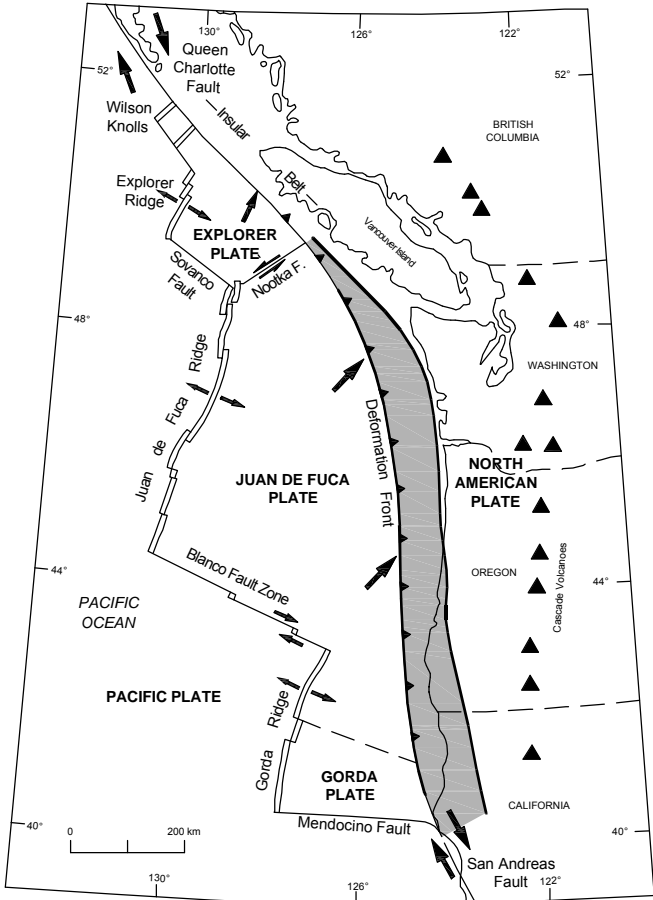 130°
126°
122°
52°
52°
Queen
Charlotte
Fault
Wilson
Knolls
Insular
Belt
BRITISH
COLUMBIA
Explorer
Ridge
Vancouver Island
EXPLORER
PLATE
Sovanco
Fault
Nootka F.
48°
48°
Juan de Fuca Ridge
WASHINGTON
Deformation Front
JUAN DE FUCA
PLATE
NORTH
AMERICAN
PLATE
Blanco Fault Zone
44°
44°
OREGON
Cascade Volcanoes
PACIFIC
OCEAN
PACIFIC PLATE
Gorda Ridge
GORDA
PLATE
CALIFORNIA
Mendocino Fault
40°
40°
0
200 km
San Andreas
Fault
130°
126°
122°